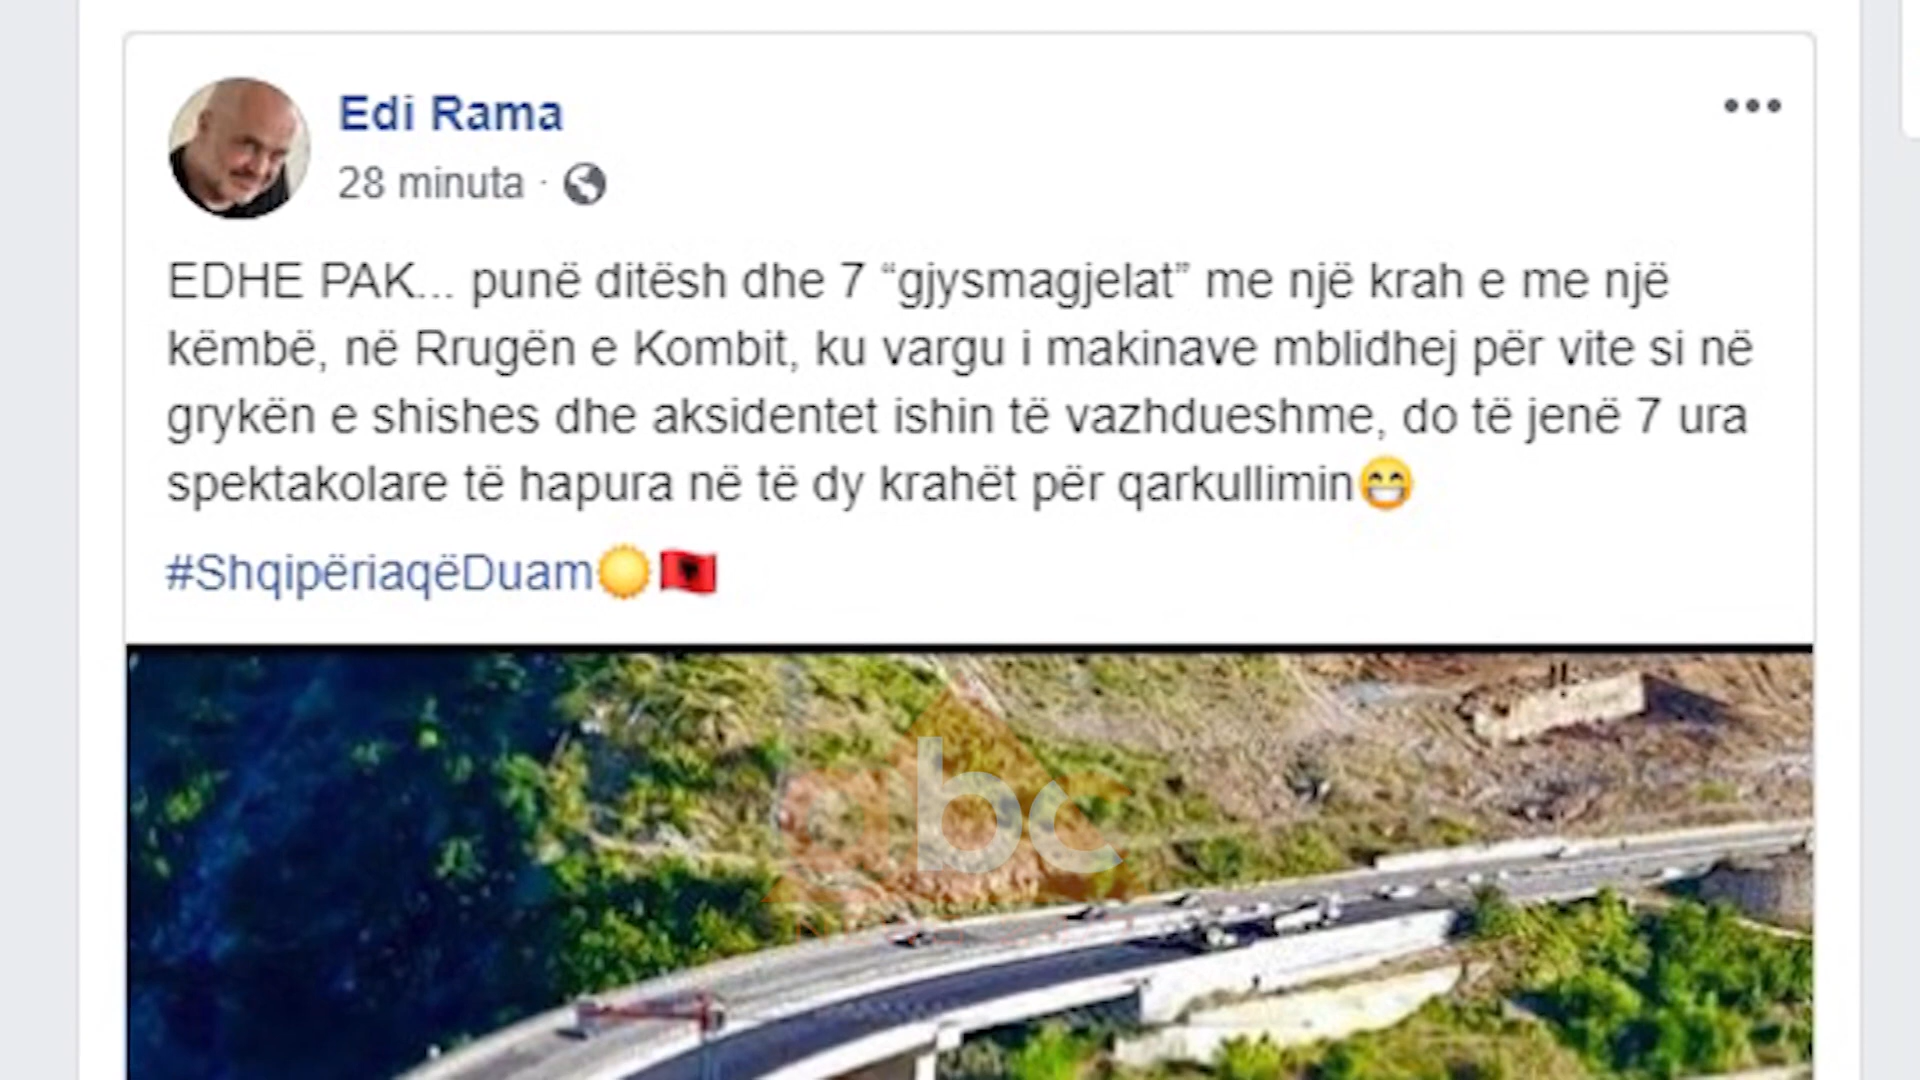 Edi Rama
28 minuta ·
EDHE PAK... punë ditësh dhe 7 “gjysmagjelat” me një krah e me një
këmbë, në Rrugën e Kombit, ku vargu i makinave mblidhej për vite si në
grykën e shishes dhe aksidentet ishin të vazhdueshme, do të jenë 7 ura
spektakolare të hapura në të dy krahët për qarkullimin😁
#ShqipëriaqëDuam🌞🇦🇱
abc